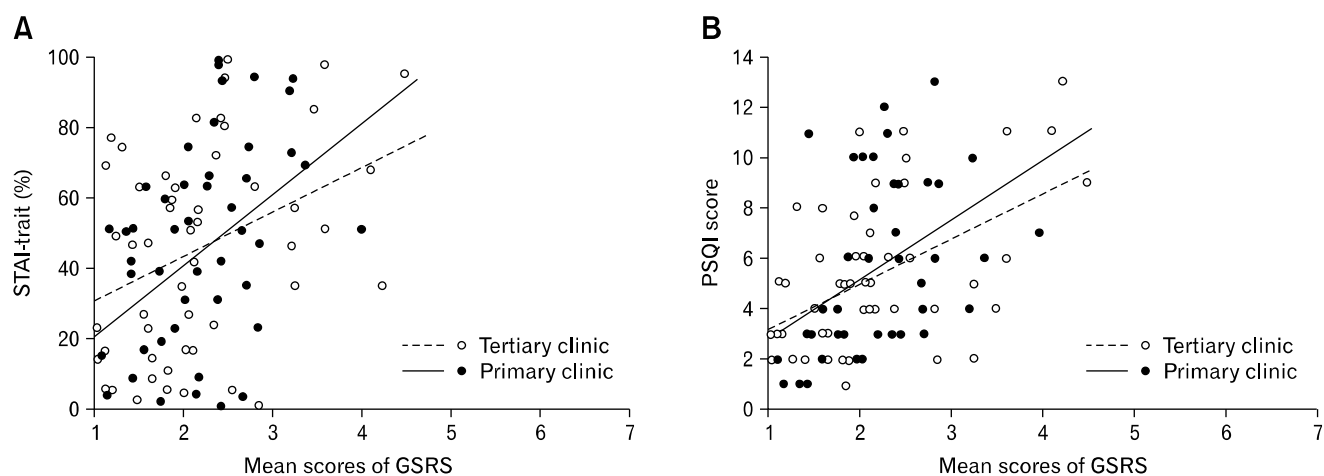 A
STAI-trait (%)
100
80
60
40
20
0
1 2 3 4 5 6 7
Mean scores of GSRS
Tertiary clinic
Primary clinic
B
PSQI score
14
12
10
8
6
4
2
0
1 2 3 4 5 6 7
Mean scores of GSRS
Tertiary clinic
Primary clinic